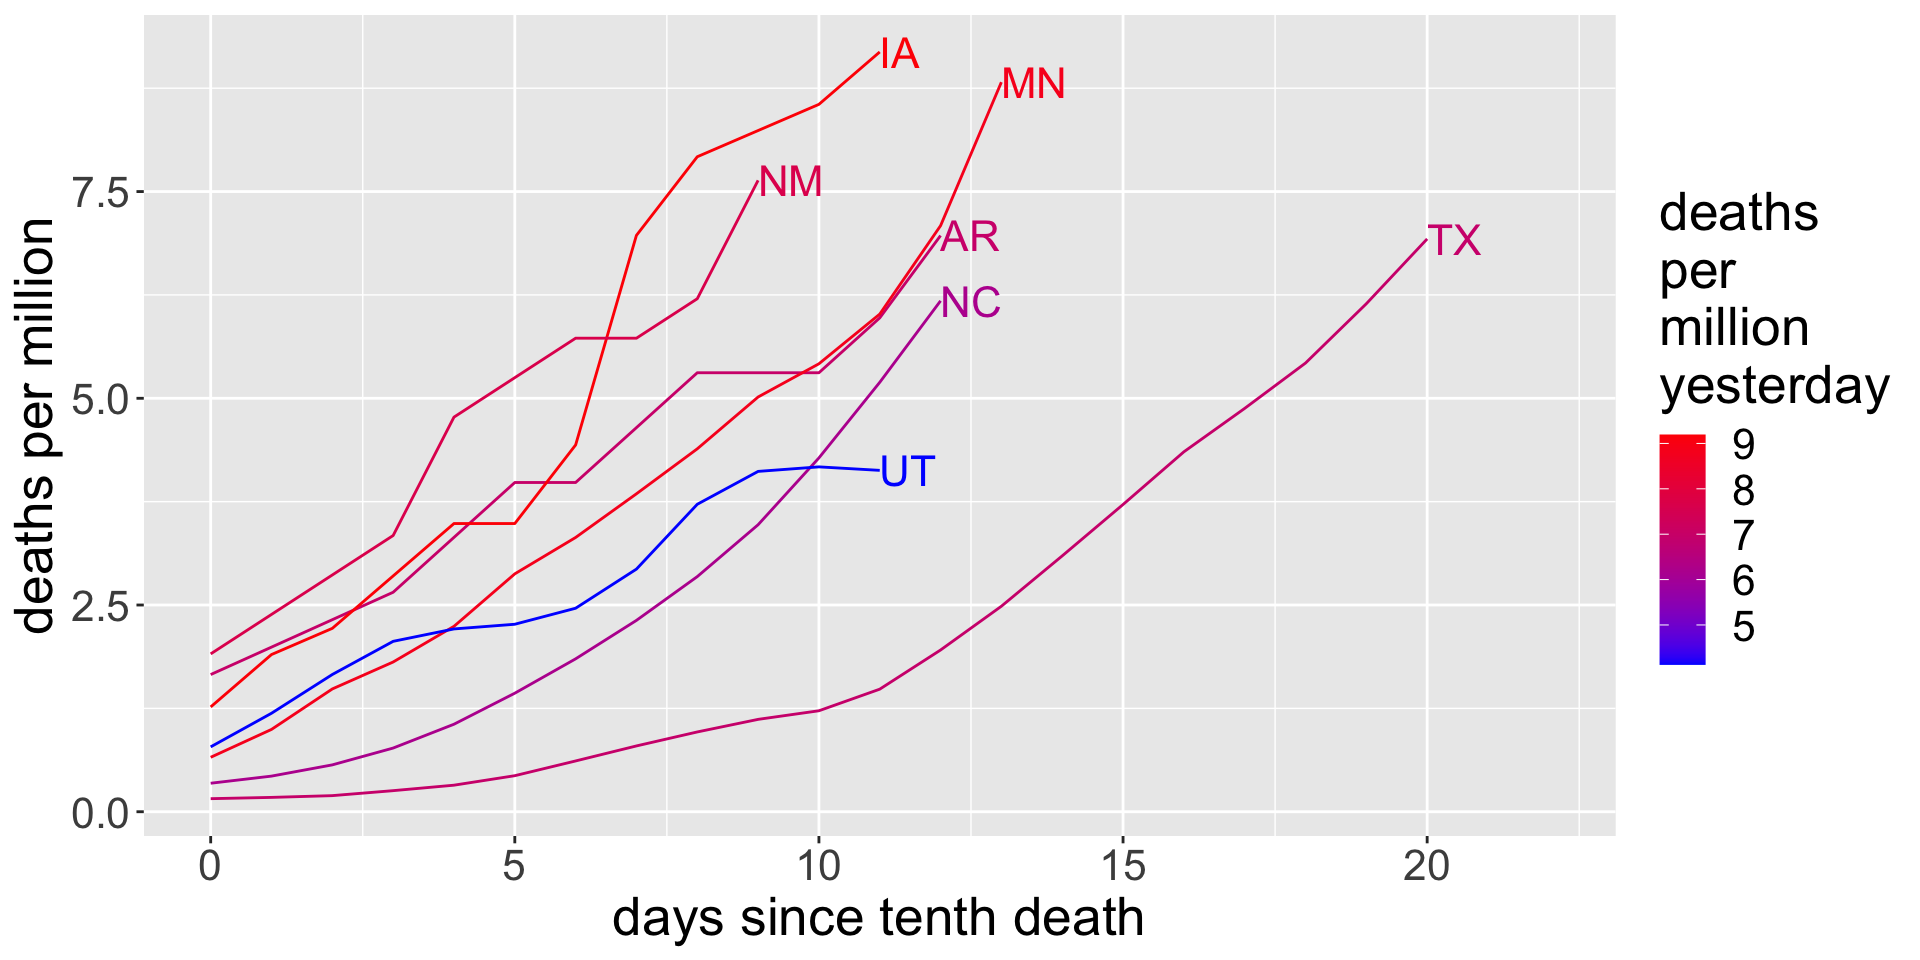 IA
MN
NM
AR
TX
NC
UT
7.5
5.0
2.5
0.0
deaths per million
0 5 10 15 20
days since tenth death
deaths
per
million
yesterday
9
8
7
6
5